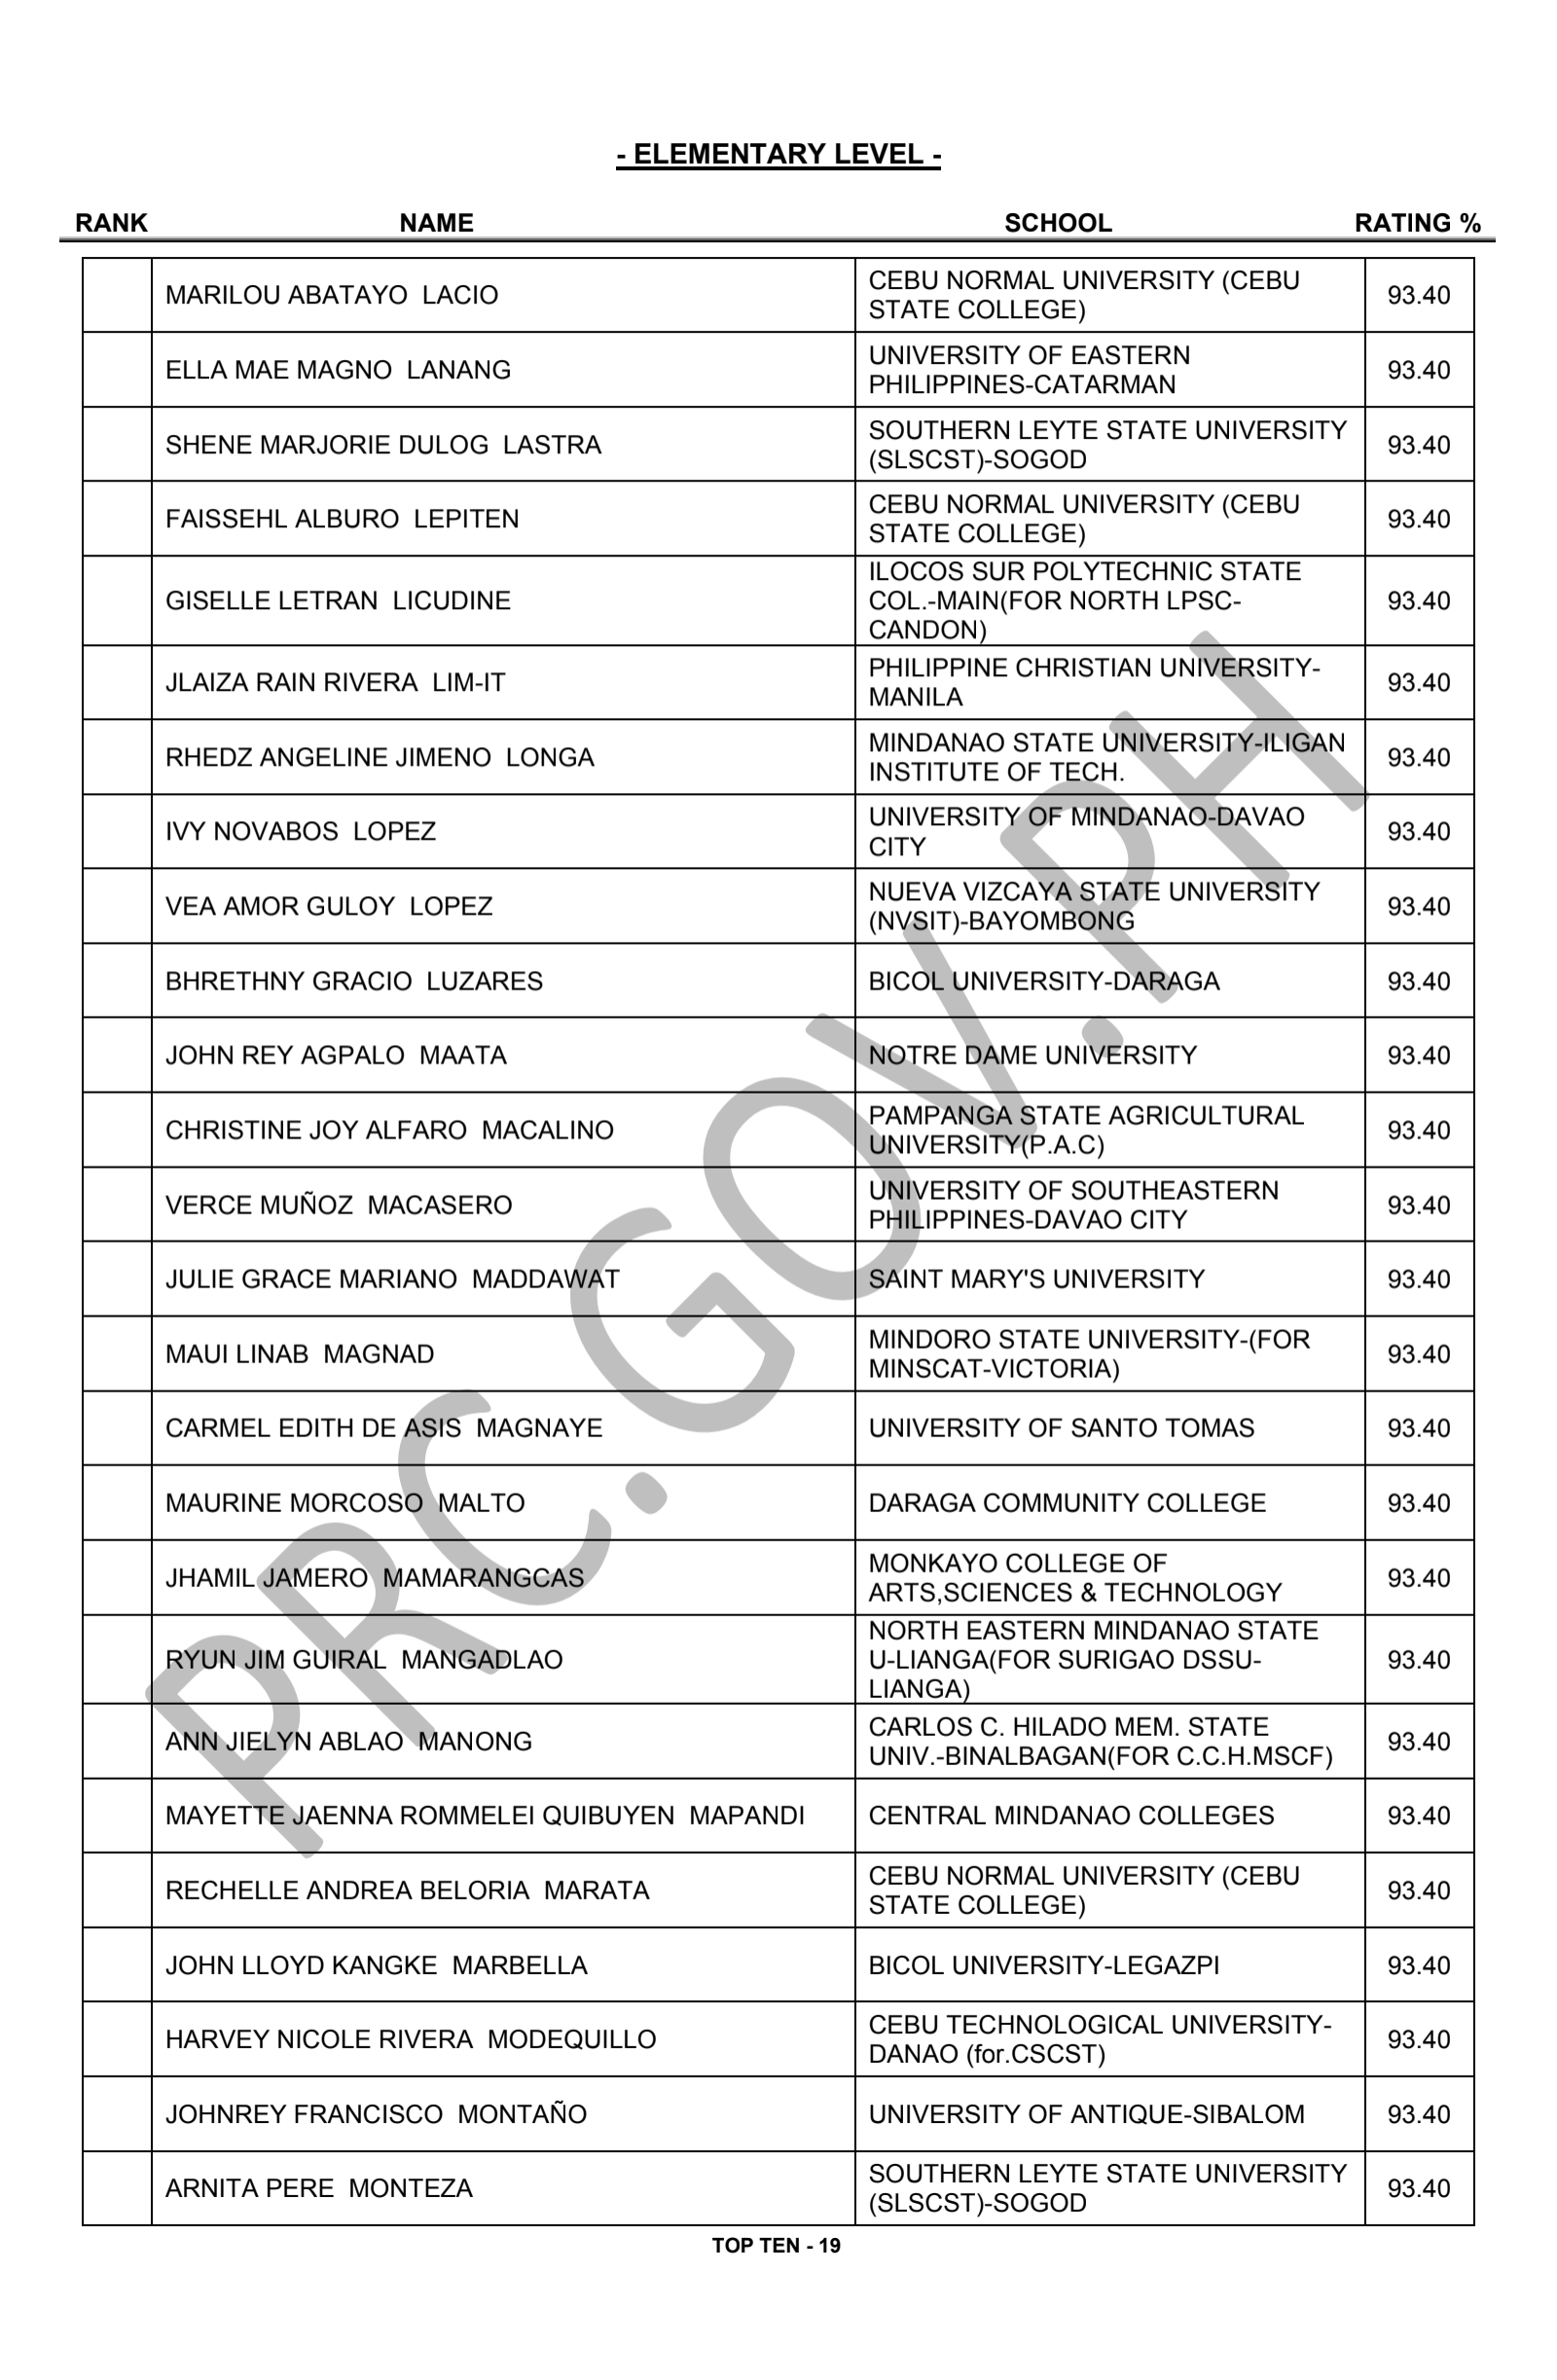 - ELEMENTARY LEVEL -
RANK NAME SCHOOL RATING %
MARILOU ABATAYO LACIO CEBU NORMAL UNIVERSITY (CEBU
STATE COLLEGE) 93.40
ELLA MAE MAGNO LANANG UNIVERSITY OF EASTERN
PHILIPPINES-CATARMAN 93.40
SHENE MARJORIE DULOG LASTRA SOUTHERN LEYTE STATE UNIVERSITY
(SLSCST)-SOGOD 93.40
FAISSEHL ALBURO LEPITEN CEBU NORMAL UNIVERSITY (CEBU
STATE COLLEGE) 93.40
GISELLE LETRAN LICUDINE ILOCOS SUR POLYTECHNIC STATE
COL.-MAIN(FOR NORTH LPSC-
CANDON) 93.40
JLAIZA RAIN RIVERA LIM-IT PHILIPPINE CHRISTIAN UNIVERSITY-
MANILA 93.40
RHEDZ ANGELINE JIMENO LONGA MINDANAO STATE UNIVERSITY-ILIGAN
INSTITUTE OF TECH. 93.40
IVY NOVABOS LOPEZ UNIVERSITY OF MINDANAO-DAVAO
CITY 93.40
VEA AMOR GULOY LOPEZ NUEVA VIZCAYA STATE UNIVERSITY
(NVSIT)-BAYOMBONG 93.40
BHRETHNY GRACIO LUZARES BICOL UNIVERSITY-DARAGA 93.40
JOHN REY AGPALO MAATA NOTRE DAME UNIVERSITY 93.40
CHRISTINE JOY ALFARO MACALINO PAMPANGA STATE AGRICULTURAL
UNIVERSITY(P.A.C) 93.40
VERCE MUÑOZ MACASERO UNIVERSITY OF SOUTHEASTERN
PHILIPPINES-DAVAO CITY 93.40
JULIE GRACE MARIANO MADDAWAT SAINT MARY'S UNIVERSITY 93.40
MAUI LINAB MAGNAD MINDORO STATE UNIVERSITY-(FOR
MINSCAT-VICTORIA) 93.40
CARMEL EDITH DE ASIS MAGNAYE UNIVERSITY OF SANTO TOMAS 93.40
MAURINE MORCOSO MALTO DARAGA COMMUNITY COLLEGE 93.40
JHAMIL JAMERO MAMARANGCAS MONKAYO COLLEGE OF
ARTS,SCIENCES & TECHNOLOGY 93.40
RYUN JIM GUIRAL MANGADLAO NORTH EASTERN MINDANAO STATE
U-LIANGA(FOR SURIGAO DSSU-
LIANGA) 93.40
ANN JIELYN ABLAO MANONG CARLOS C. HILADO MEM. STATE
UNIV.-BINALBAGAN(FOR C.C.H.MSCF) 93.40
MAYETTE JAENNA ROMMELEI QUIBUYEN MAPANDI CENTRAL MINDANAO COLLEGES 93.40
RECHELLE ANDREA BELORIA MARATA CEBU NORMAL UNIVERSITY (CEBU
STATE COLLEGE) 93.40
JOHN LLOYD KANGKE MARBELLA BICOL UNIVERSITY-LEGAZPI 93.40
HARVEY NICOLE RIVERA MODEQUILLO CEBU TECHNOLOGICAL UNIVERSITY-
DANAO (for.CSCST) 93.40
JOHNREY FRANCISCO MONTAÑO UNIVERSITY OF ANTIQUE-SIBALOM 93.40
ARNITA PERE MONTEZA SOUTHERN LEYTE STATE UNIVERSITY
(SLSCST)-SOGOD 93.40
TOP TEN - 19
PRC.GOV.PH